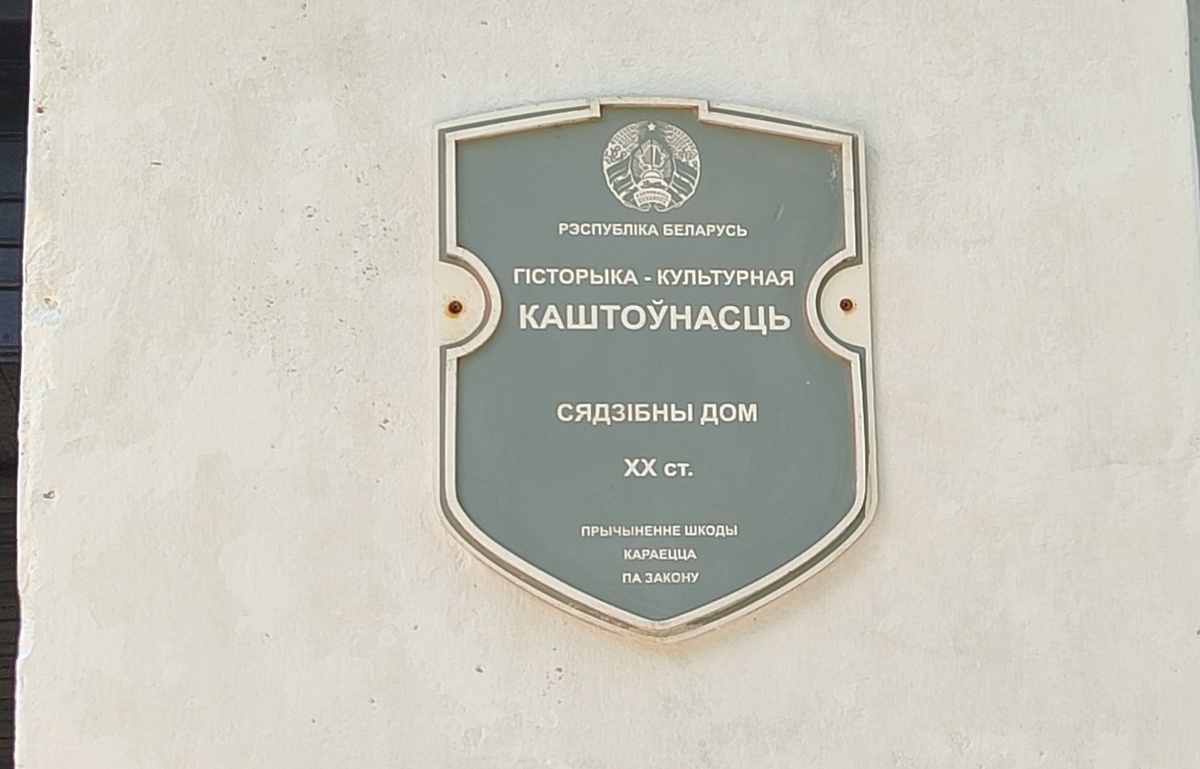 РЭСПУБЛІКА БЕЛАРУСЬ
ГІСТОРЫКА - КУЛЬТУРНАЯ
КАШТОЎНАСЦЬ
СЯДЗІБНЫ ДОМ
XX ст.
ПРЫЧЫНЕННЕ ШКОДЫ
КАРАЕЦЦА
ПА ЗАКОНУ